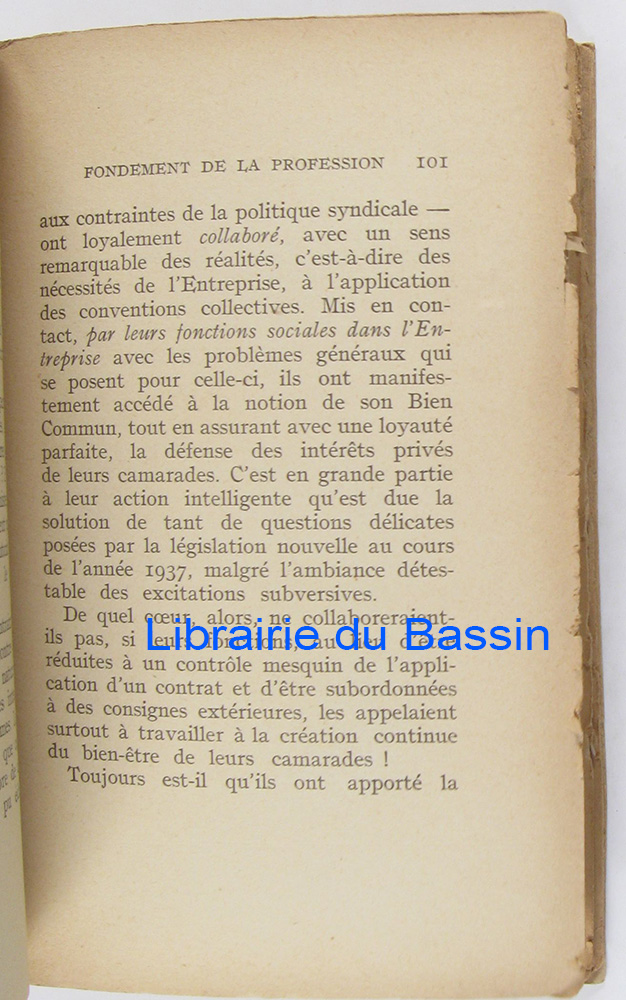 FONDEMENT DE LA PROFESSION 101
aux contraintes de la politique syndicale —
ont loyalement collaboré, avec un sens
remarquable des réalités, c'est-à-dire des
nécessités de l'Entreprise, à l'application
des conventions collectives. Mis en con-
tact, par leurs fonctions sociales dans l'En-
treprise avec les problèmes généraux qui
se posent pour celle-ci, ils ont manifes-
tement accédé à la notion de son Bien
Commun, tout en assurant avec une loyauté
parfaite, la défense des intérêts privés
de leurs camarades. C'est en grande partie
à leur action intelligente qu'est due la
solution de tant de questions délicates
posées par la législation nouvelle au cours
de l'année 1937, malgré l'ambiance détes-
table des excitations subversives.
De quel cœur, alors, ne collaboreraient-
ils pas, si leurs fonctions, au lieu d'être
Librairie du Bassin
réduites à un contrôle mesquin de l'appli-
cation d'un contrat et d'être subordonnées
à des consignes extérieures, les appelaient
surtout à travailler à la création continue
du bien-être de leurs camarades !
Toujours est-il qu'ils ont apporté la